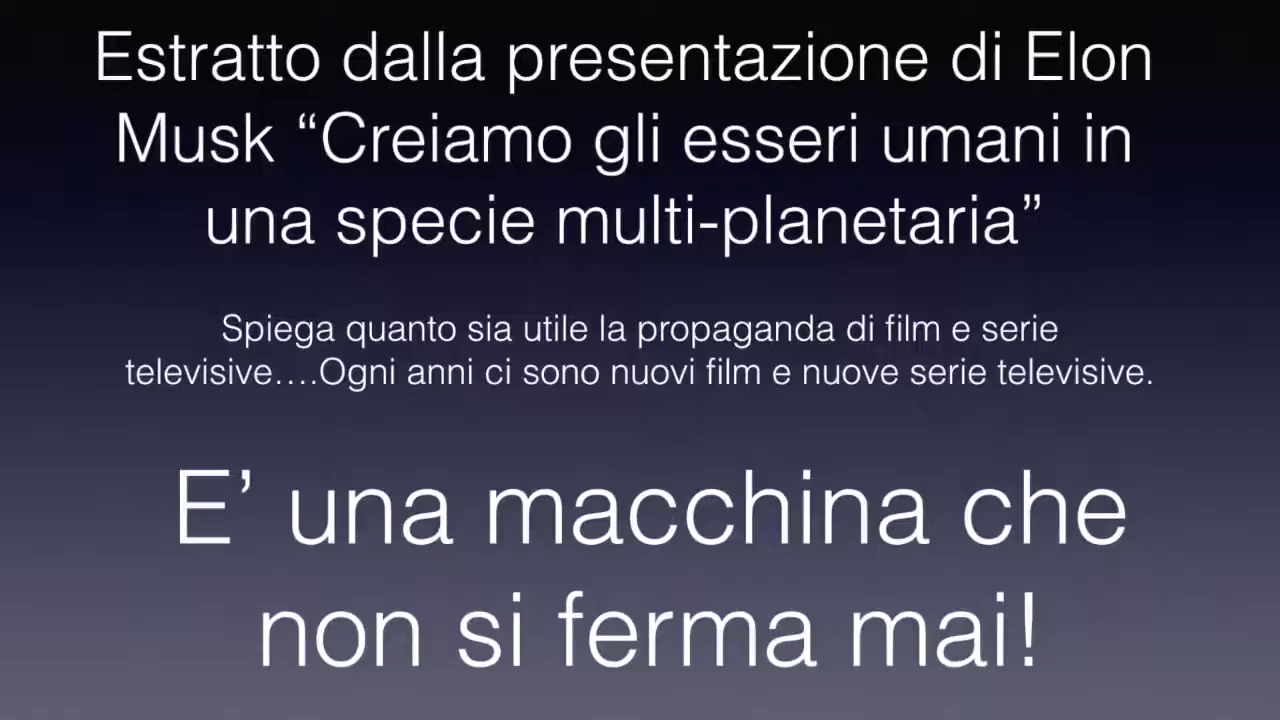 Estratto dalla presentazione di Elon
Musk “Creiamo gli esseri umani in
una specie multi-planetaria”
Spiega quanto sia utile la propaganda di film e serie
televisive….Ogni anni ci sono nuovi film e nuove serie televisive.
E’ una macchina che
non si ferma mai!